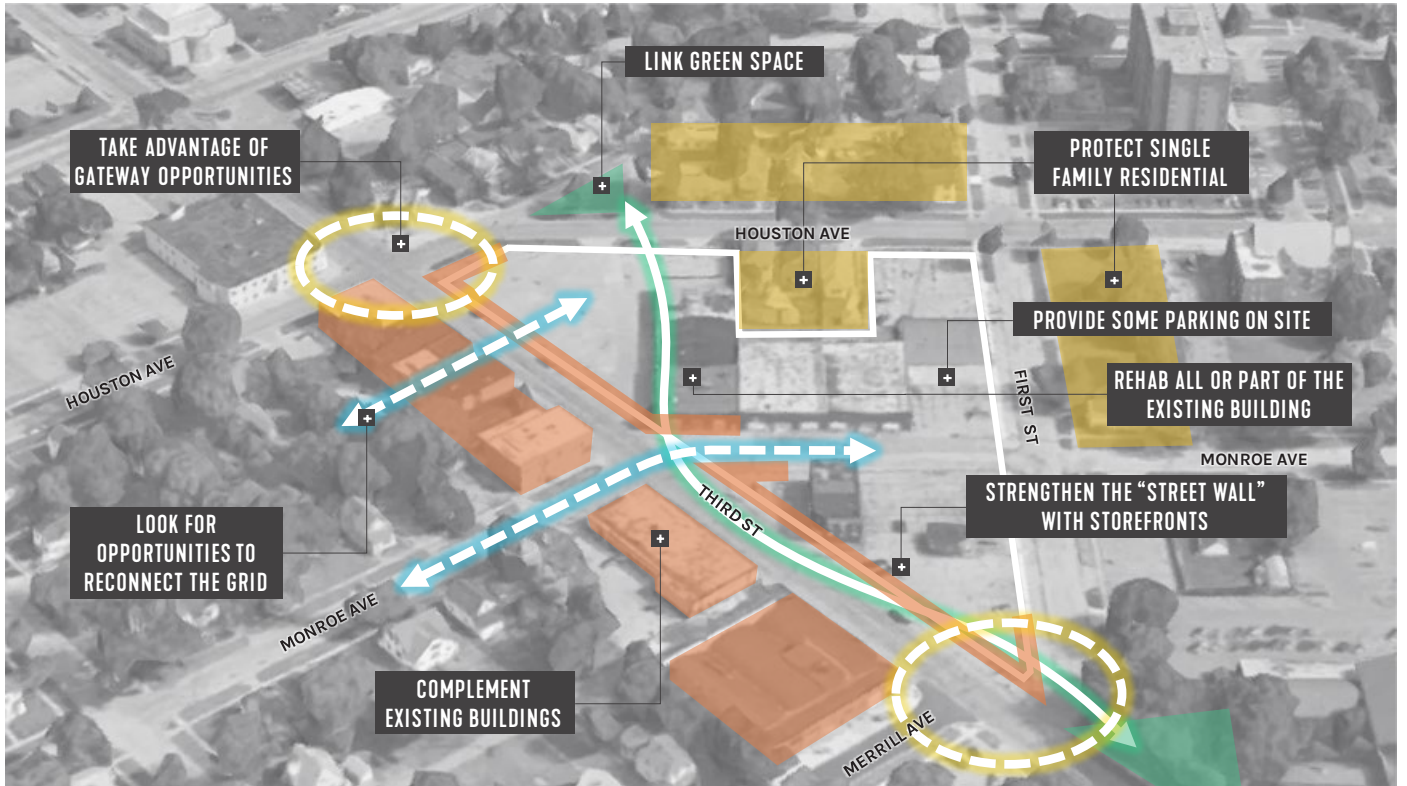 LINK GREEN SPACE
TAKE ADVANTAGE OF
GATEWAY OPPORTUNITIES
PROTECT SINGLE
FAMILY RESIDENTIAL
HOUSTON AVE
PROVIDE SOME PARKING ON SITE
HOUSTON AVE
FIRST ST
REHAB ALL OR PART OF THE
EXISTING BUILDING
MONROE AVE
STRENGTHEN THE “STREET WALL”
WITH STOREFRONTS
THIRD ST
LOOK FOR
OPPORTUNITIES TO
RECONNECT THE GRID
MONROE AVE
COMPLEMENT
EXISTING BUILDINGS
MERRILL AVE